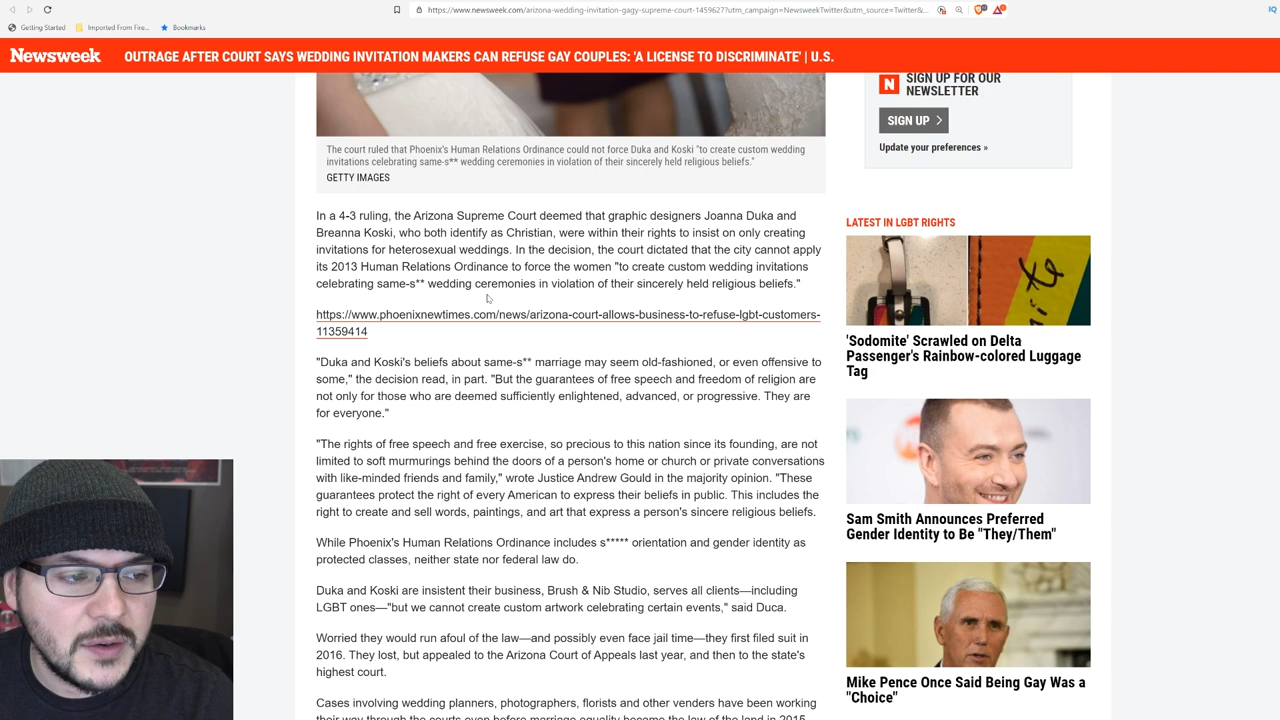 https://www.newsweek.com/arizona-wedding-invitation-gagy-supreme-court-1459627?utm_campaign=NewsweekTwitter&utm_source=Twitter&...
Getting Started
Imported From Fire...
Bookmarks
Newsweek
OUTRAGE AFTER COURT SAYS WEDDING INVITATION MAKERS CAN REFUSE GAY COUPLES: 'A LICENSE TO DISCRIMINATE' | U.S.
The court ruled that Phoenix's Human Relations Ordinance could not force Duka and Koski "to create custom wedding
invitations celebrating same-s** wedding ceremonies in violation of their sincerely held religious beliefs."
GETTY IMAGES
In a 4-3 ruling, the Arizona Supreme Court deemed that graphic designers Joanna Duka and
Breanna Koski, who both identify as Christian, were within their rights to insist on only creating
invitations for heterosexual weddings. In the decision, the court dictated that the city cannot apply
its 2013 Human Relations Ordinance to force the women "to create custom wedding invitations
celebrating same-s** wedding ceremonies in violation of their sincerely held religious beliefs."
https://www.phoenixnewtimes.com/news/arizona-court-allows-business-to-refuse-lgbt-customers-
11359414
"Duka and Koski's beliefs about same-s** marriage may seem old-fashioned, or even offensive to
some," the decision read, in part. "But the guarantees of free speech and freedom of religion are
not only for those who are deemed sufficiently enlightened, advanced, or progressive. They are
for everyone."
"The rights of free speech and free exercise, so precious to this nation since its founding, are not
limited to soft murmurings behind the doors of a person's home or church or private conversations
with like-minded friends and family," wrote Justice Andrew Gould in the majority opinion. "These
guarantees protect the right of every American to express their beliefs in public. This includes the
right to create and sell words, paintings, and art that express a person's sincere religious beliefs.
While Phoenix's Human Relations Ordinance includes s***** orientation and gender identity as
protected classes, neither state nor federal law do.
Duka and Koski are insistent their business, Brush & Nib Studio, serves all clients—including
LGBT ones—"but we cannot create custom artwork celebrating certain events," said Duca.
Worried they would run afoul of the law—and possibly even face jail time—they first filed suit in
2016. They lost, but appealed to the Arizona Court of Appeals last year, and then to the state's
highest court.
Cases involving wedding planners, photographers, florists and other venders have been working
their way through the courts even before marriage equality became the law of the land in 2015
N
SIGN UP FOR OUR
NEWSLETTER
SIGN UP
Update your preferences »
LATEST IN LGBT RIGHTS
'Sodomite' Scrawled on Delta
Passenger's Rainbow-colored Luggage
Tag
Sam Smith Announces Preferred
Gender Identity to Be "They/Them"
Mike Pence Once Said Being Gay Was a
"Choice"